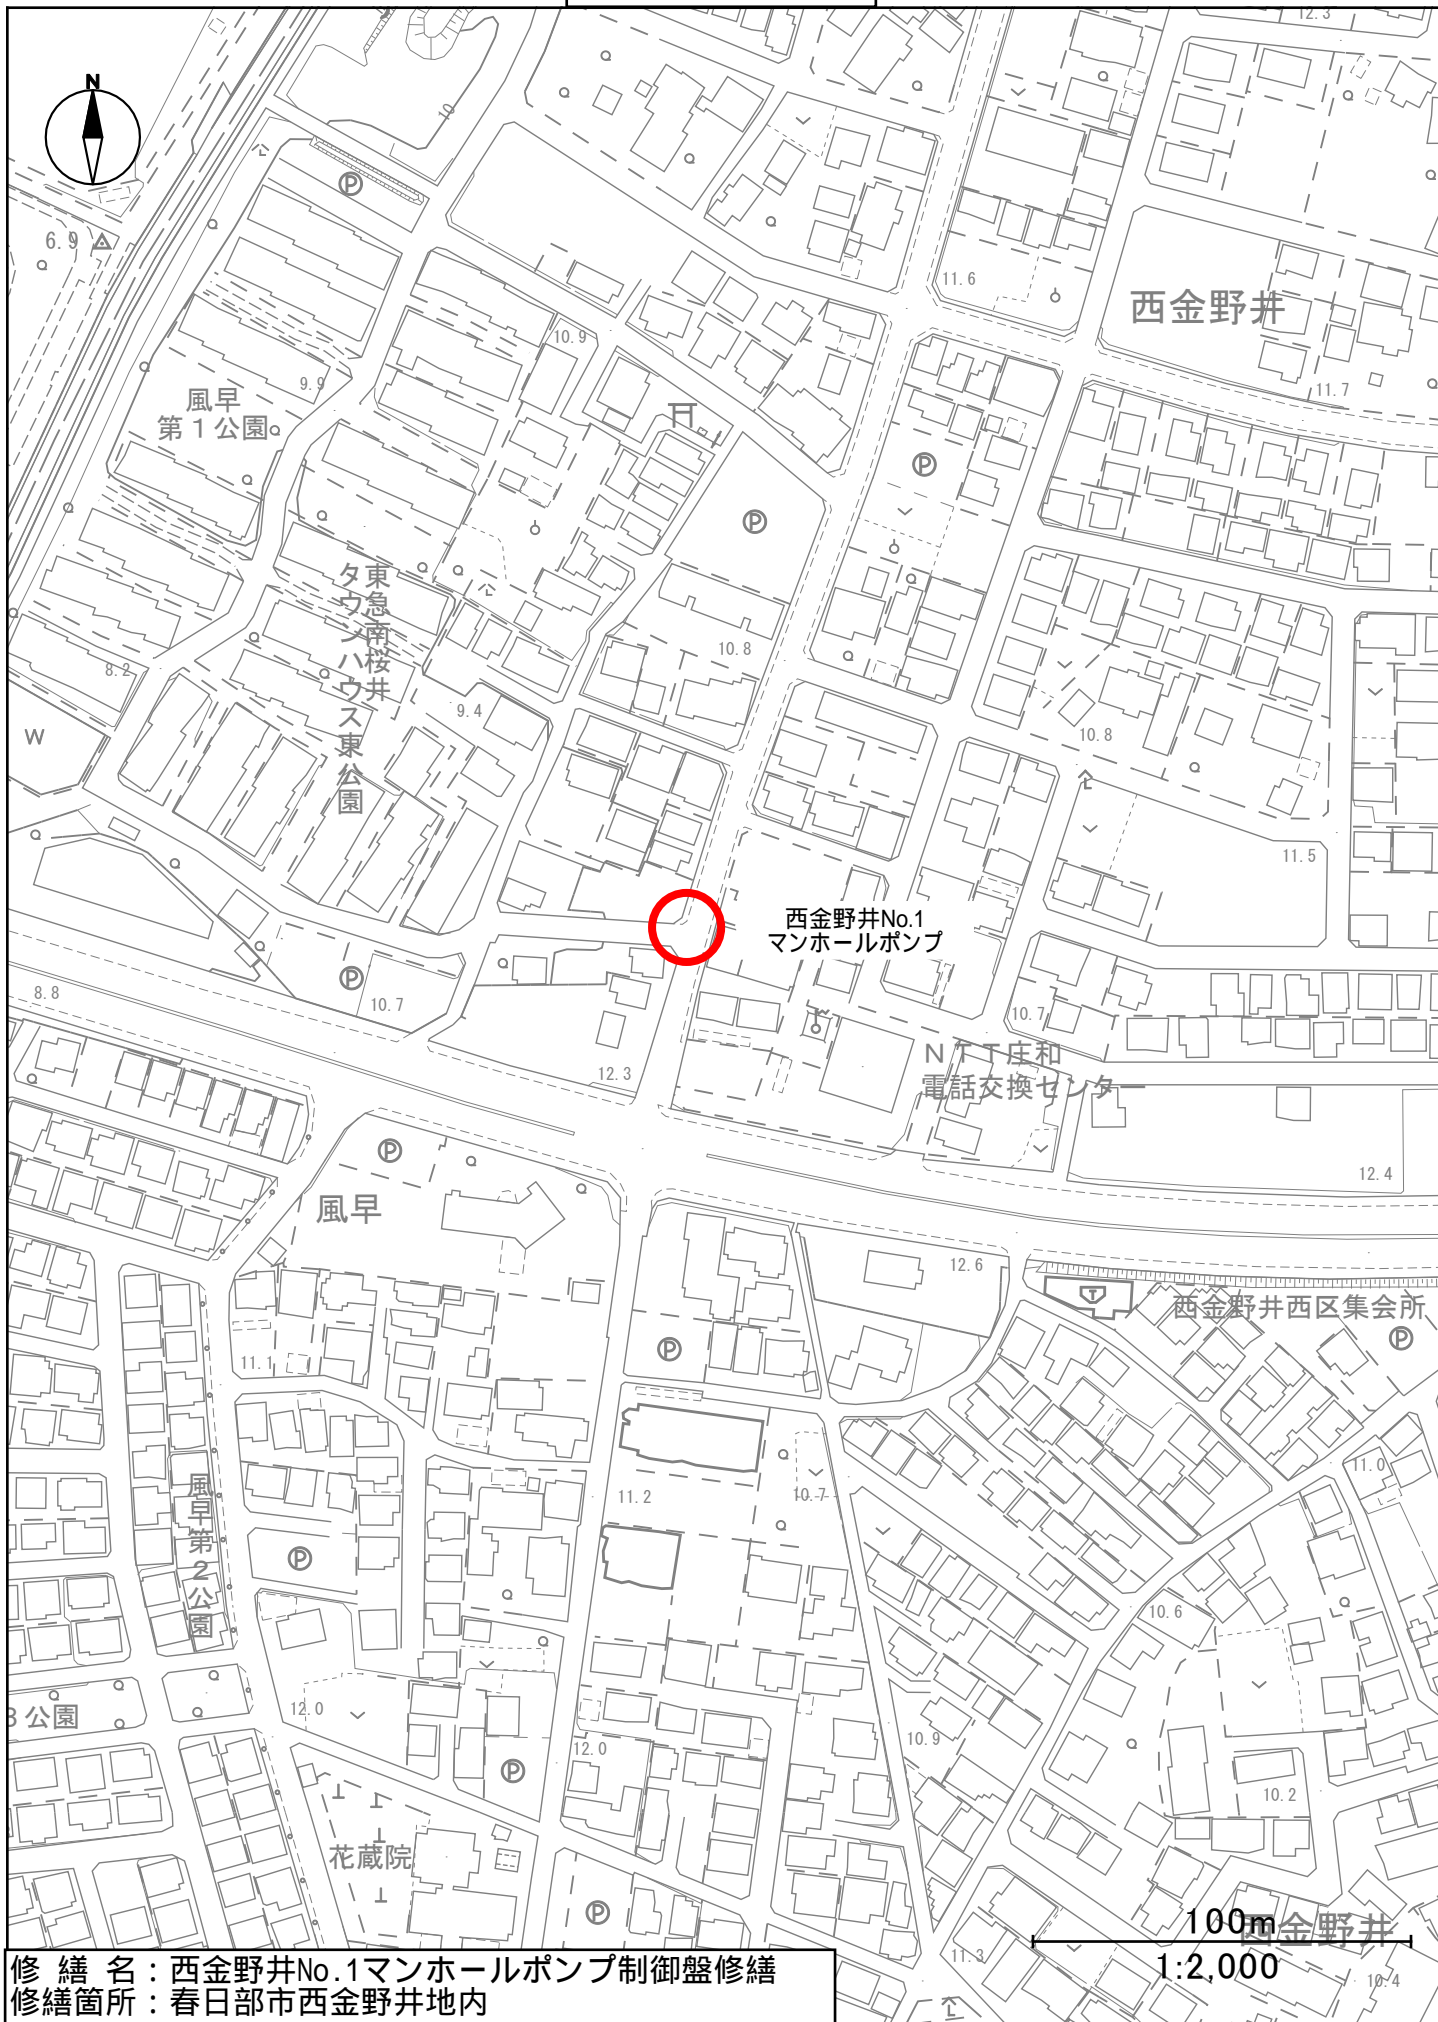 12.3
N
10
6.9
11.6
西金野井
10.9
9.9
風早
第1公園
11.7
P
P
P
東急南桜井
タウンハウス東公園
10.8
8.2
9.4
W
10.8
11.5
西金野井No.1
マンホールポンプ
P
8.8
10.7
10.7
NTT庄和
電話交換センター
12.3
12.4
P
風早
12.6
T
西金野井西区集会所
P
P
11.1
11.0
風早第2公園
11.2
10.7
P
10.6
12.0
3公園
10.9
12.0
P
10.2
花蔵院
P
100m
西金野井
11.3
1:2,000
10.4
修 繕 名:西金野井No.1マンホールポンプ制御盤修繕
修繕箇所:春日部市西金野井地内